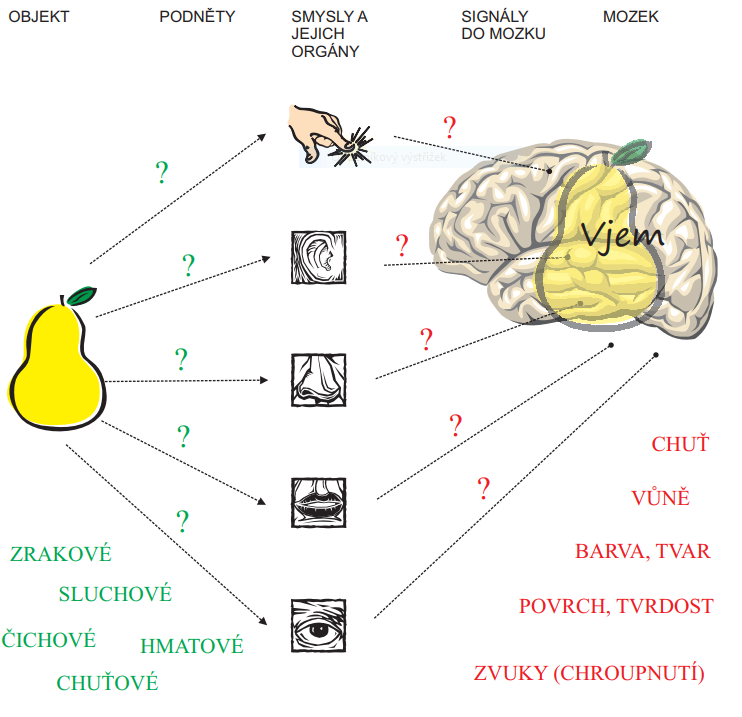 OBJEKT
PODNĚTY
SMYSLY A
JEJICH
ORGÁNY
SIGNÁLY
DO MOZKU
MOZEK
?
?
?
?
?
?
?
?
?
?
výstřižek
Vjem
CHUŤ
VŮNĚ
BARVA, TVAR
POVRCH, TVRDOST
ZVUKY (CHROUPNUTÍ)
ZRAKOVÉ
SLUCHOVÉ
ČICHOVÉ
HMATOVÉ
CHUŤOVÉ